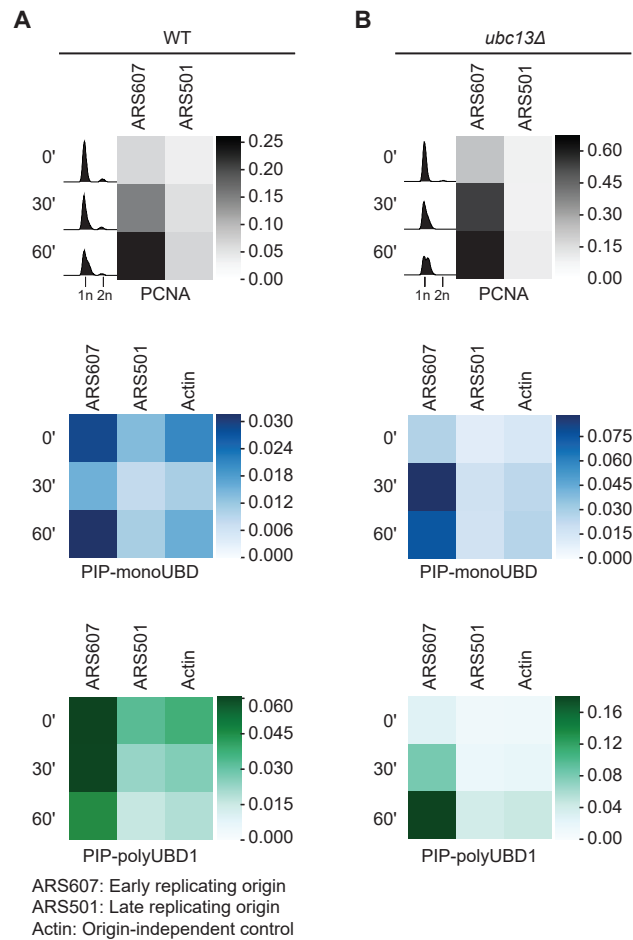 A
WT
ARS607
ARS501
0'
30'
60'
1n 2n
PCNA
0.25
0.20
0.15
0.10
0.05
0.00
ARS607
ARS501
Actin
0'
30'
60'
PIP-monoUBD
0.030
0.024
0.018
0.012
0.006
0.000
ARS607
ARS501
Actin
0'
30'
60'
PIP-polyUBD1
0.060
0.045
0.030
0.015
0.000
ARS607: Early replicating origin
ARS501: Late replicating origin
Actin: Origin-independent control
B
ubc13Δ
ARS607
ARS501
0'
30'
60'
1n 2n
PCNA
0.60
0.45
0.30
0.15
0.00
ARS607
ARS501
Actin
0'
30'
60'
PIP-monoUBD
0.075
0.060
0.045
0.030
0.015
0.000
ARS607
ARS501
Actin
0'
30'
60'
PIP-polyUBD1
0.16
0.12
0.08
0.04
0.00